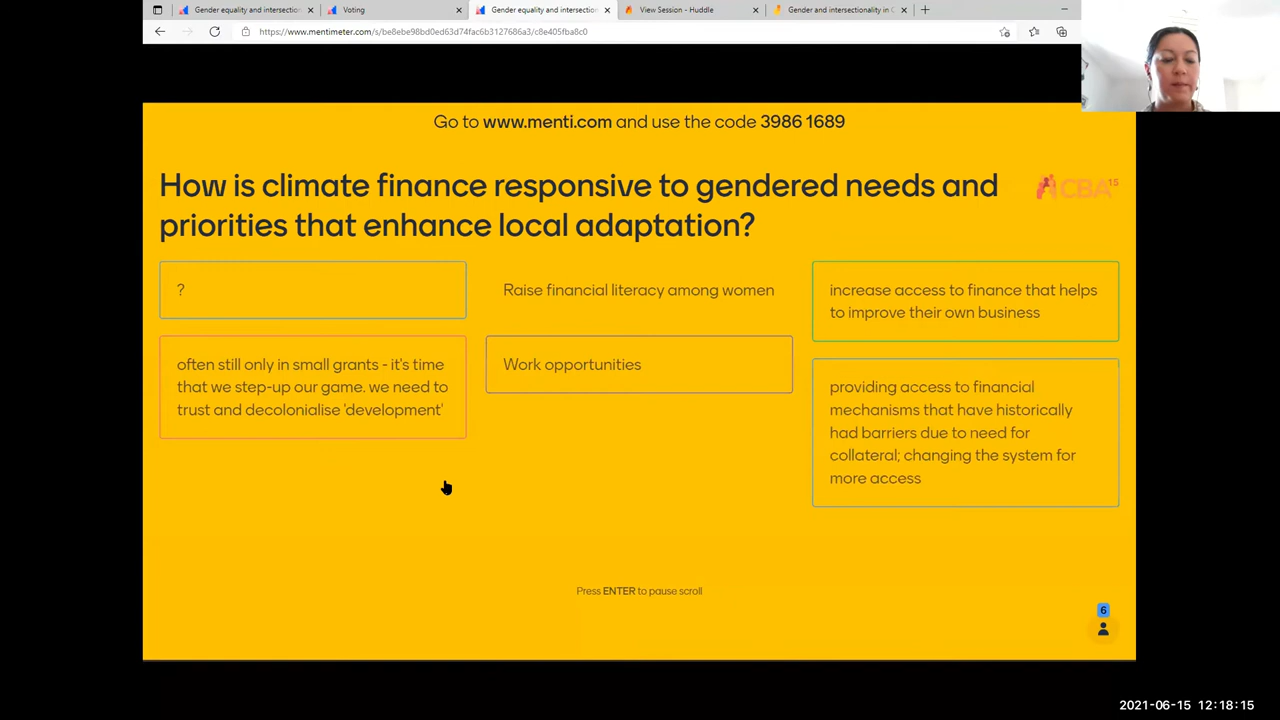 Gender equality and intersection
Voting
Gender equality and intersection
View Session - Huddle
Gender and intersectionality in C
https://www.mentimeter.com/s/be8ebe98bd0ed63d74fac6b3127686a3/c8e405fba8c0
Go to www.menti.com and use the code 3986 1689
How is climate finance responsive to gendered needs and
priorities that enhance local adaptation?
CBA15
?
often still only in small grants - it's time
that we step-up our game. we need to
trust and decolonialise 'development'
Raise financial literacy among women
Work opportunities
increase access to finance that helps
to improve their own business
providing access to financial
mechanisms that have historically
had barriers due to need for
collateral; changing the system for
more access
Press ENTER to pause scroll
6
2021-06-15 12:18:15